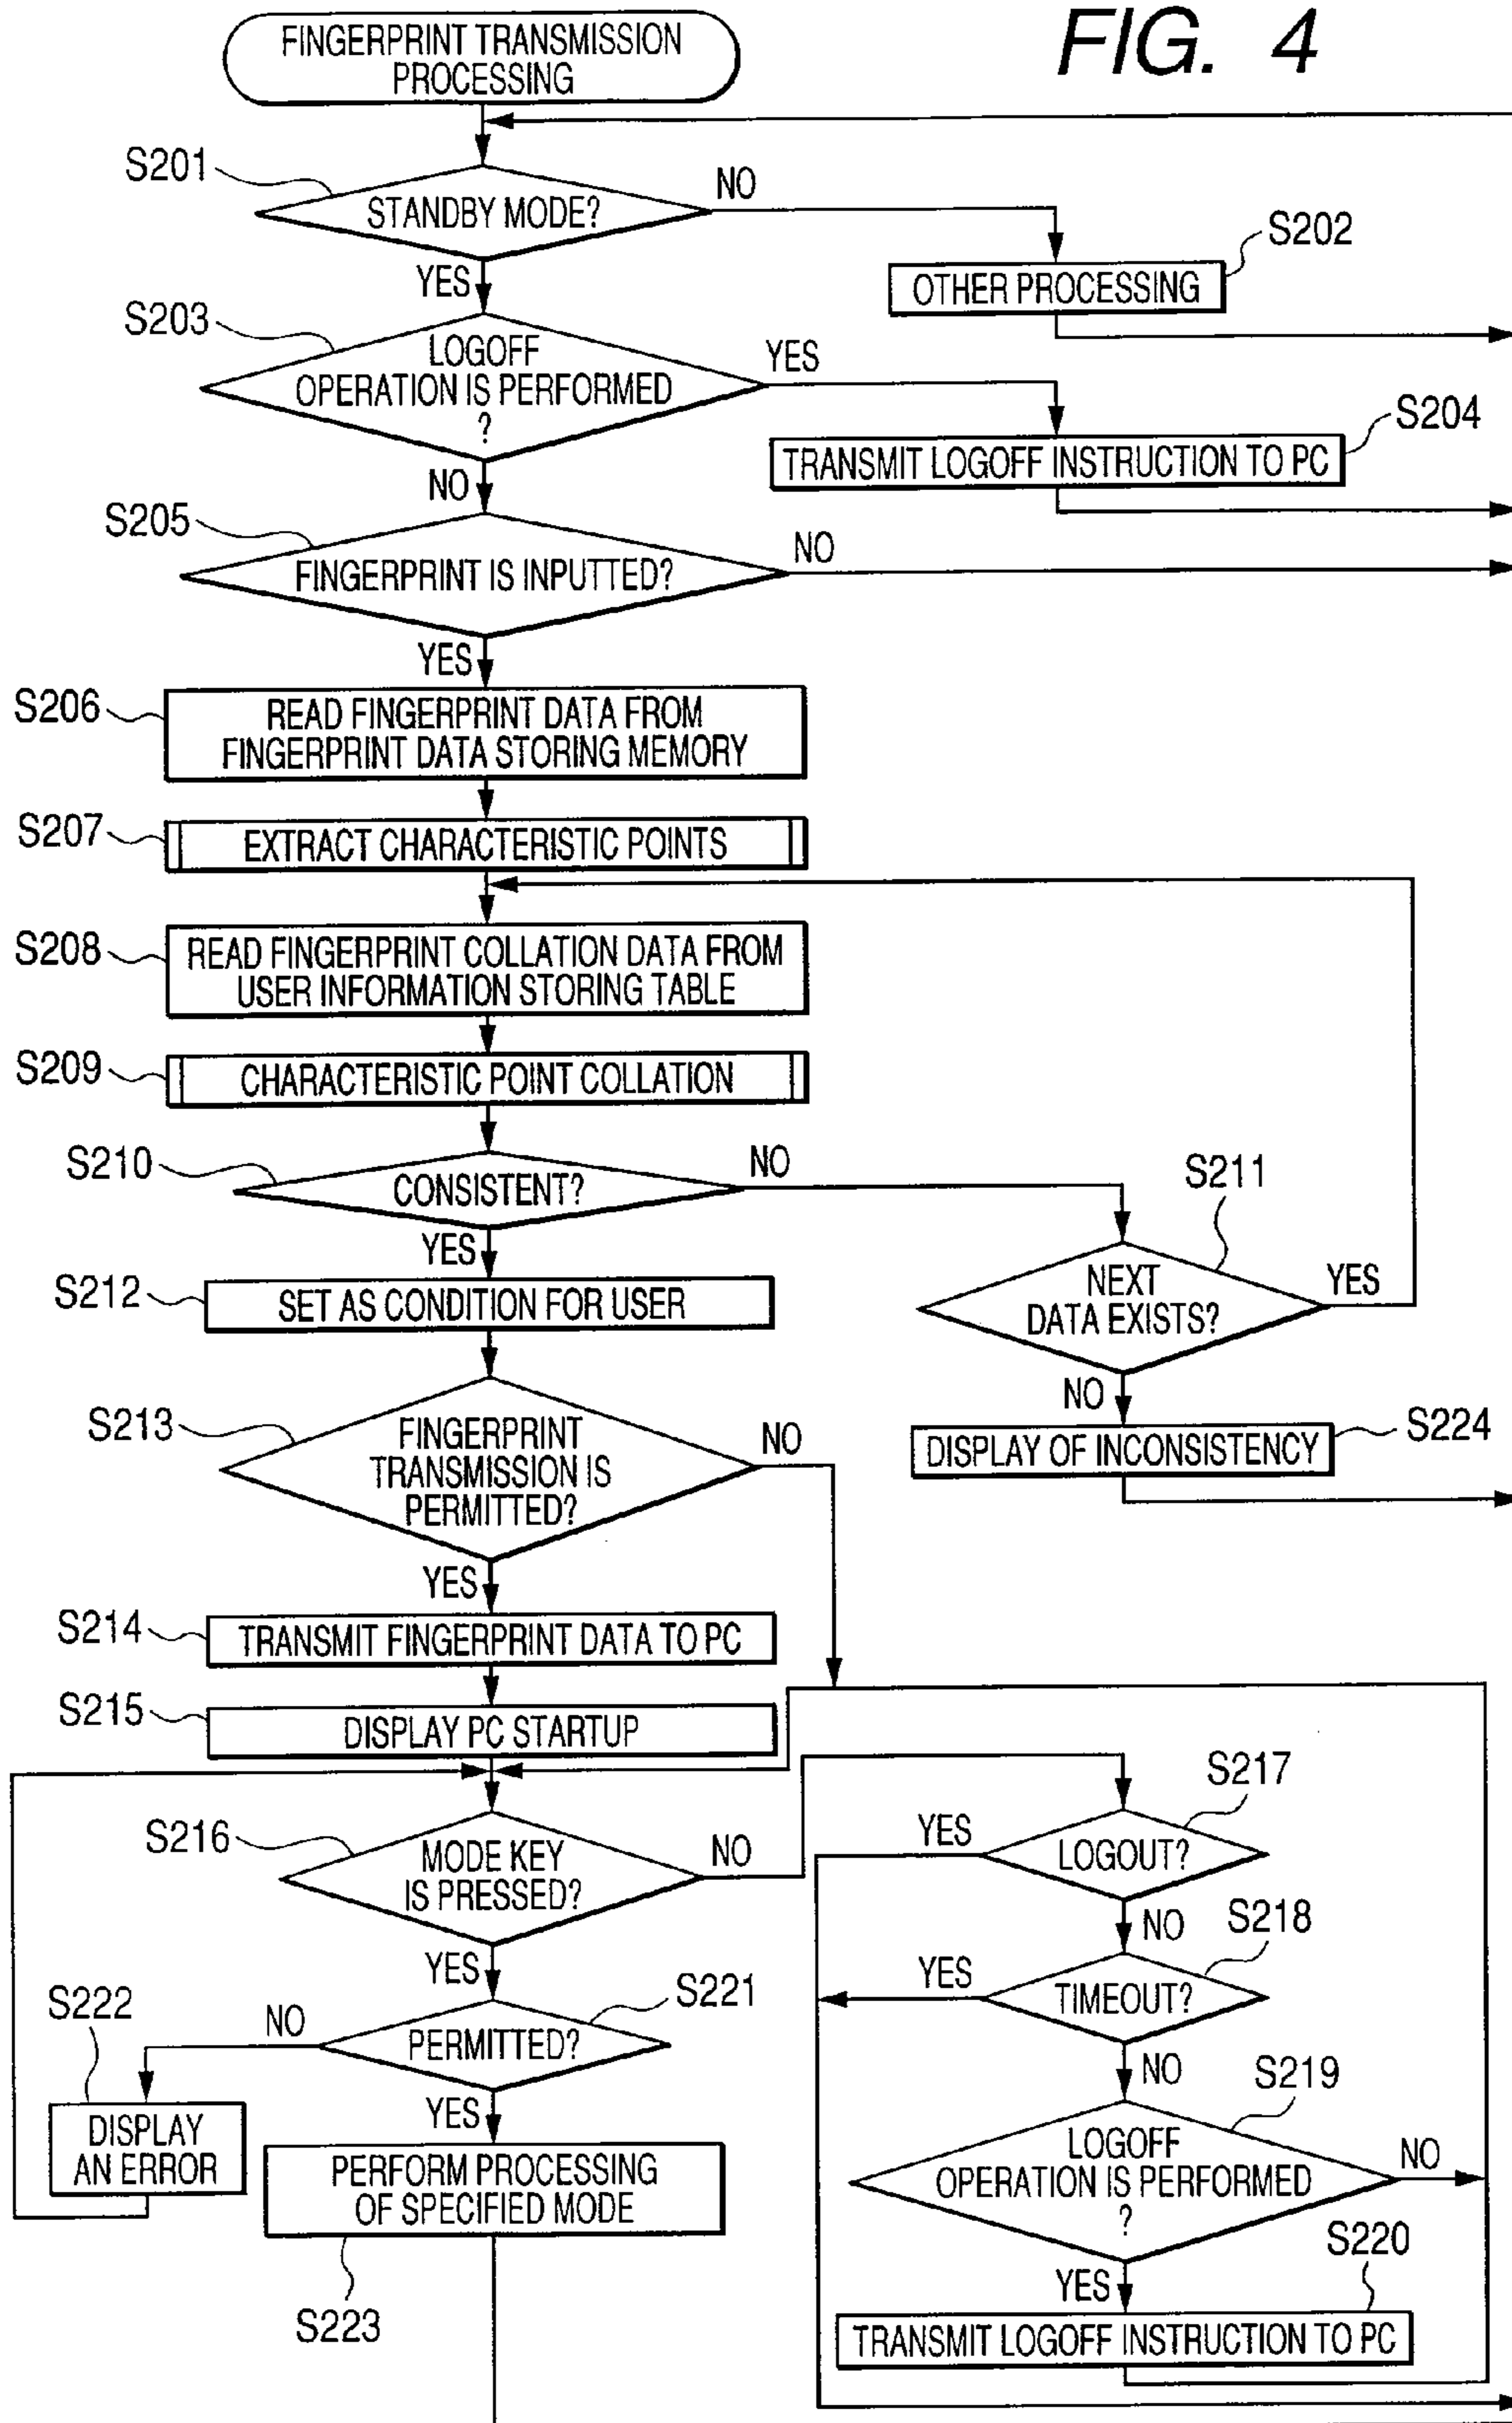 FIG. 4
FINGERPRINT TRANSMISSION
PROCESSING
S201
STANDBY MODE?
NO
YES
S202
OTHER PROCESSING
S203
LOGOFF
OPERATION IS PERFORMED
?
YES
NO
S204
TRANSMIT LOGOFF INSTRUCTION TO PC
S205
FINGERPRINT IS INPUTTED?
NO
YES
S206
READ FINGERPRINT DATA FROM
FINGERPRINT DATA STORING MEMORY
S207
EXTRACT CHARACTERISTIC POINTS
S208
READ FINGERPRINT COLLATION DATA FROM
USER INFORMATION STORING TABLE
S209
CHARACTERISTIC POINT COLLATION
S210
CONSISTENT?
NO
YES
S211
NEXT
DATA EXISTS?
YES
NO
S212
SET AS CONDITION FOR USER
S224
DISPLAY OF INCONSISTENCY
S213
FINGERPRINT
TRANSMISSION IS
PERMITTED?
NO
YES
S214
TRANSMIT FINGERPRINT DATA TO PC
S215
DISPLAY PC STARTUP
S216
MODE KEY
IS PRESSED?
NO
YES
S217
LOGOUT?
YES
NO
S218
TIMEOUT?
YES
NO
S221
PERMITTED?
NO
YES
S222
DISPLAY
AN ERROR
S219
LOGOFF
OPERATION IS PERFORMED
?
NO
YES
PERFORM PROCESSING
OF SPECIFIED MODE
S223
S220
TRANSMIT LOGOFF INSTRUCTION TO PC